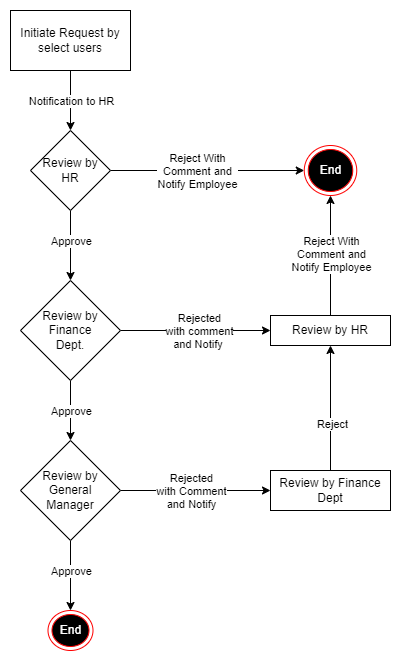 Initiate Request by
select users
Notification to HR
Review by
HR
Reject With
Comment and
Notify Employee
End
Approve
Reject With
Comment and
Notify Employee
Review by
Finance
Dept.
Rejected
with comment
and Notify
Review by HR
Approve
Reject
Review by
General
Manager
Rejected
with Comment
and Notify
Review by Finance
Dept
Approve
End